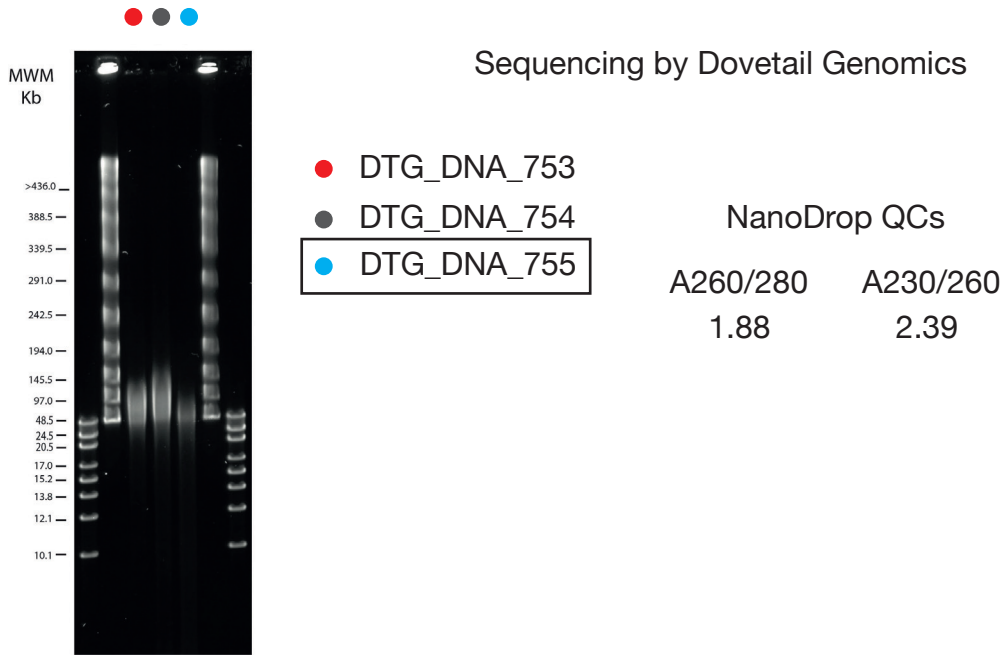 Sequencing by Dovetail Genomics
MWM
Kb
>436.0
388.5
339.5
291.0
242.5
194.0
145.5
97.0
48.5
24.5
20.5
17.0
15.2
13.8
12.1
10.1
DTG_DNA_753
DTG_DNA_754
DTG_DNA_755
NanoDrop QCs
A260/280 A230/260
1.88 2.39